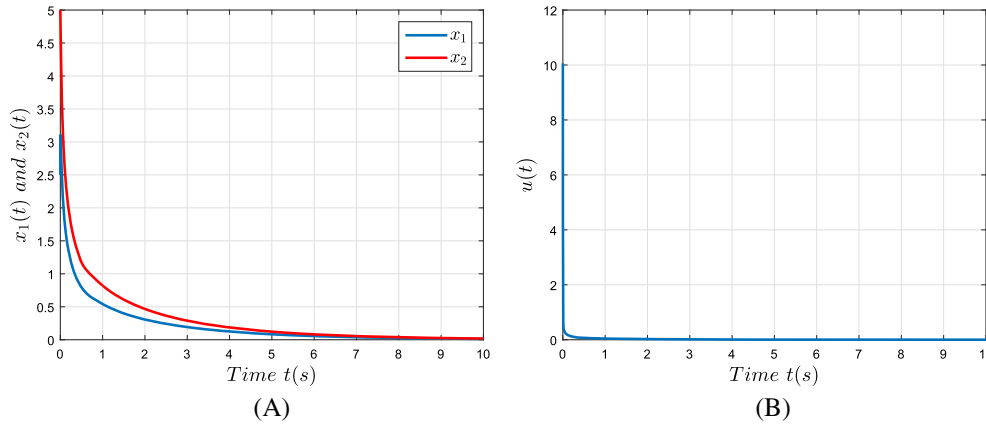 5
4.5
4
3.5
3
2.5
2
1.5
1
0.5
0
x₁(t) and x₂(t)
x₁
x₂
0 1 2 3 4 5 6 7 8 9 10
Time t(s)
(A)
12
10
8
6
4
2
0
u(t)
0 1 2 3 4 5 6 7 8 9 1
Time t(s)
(B)